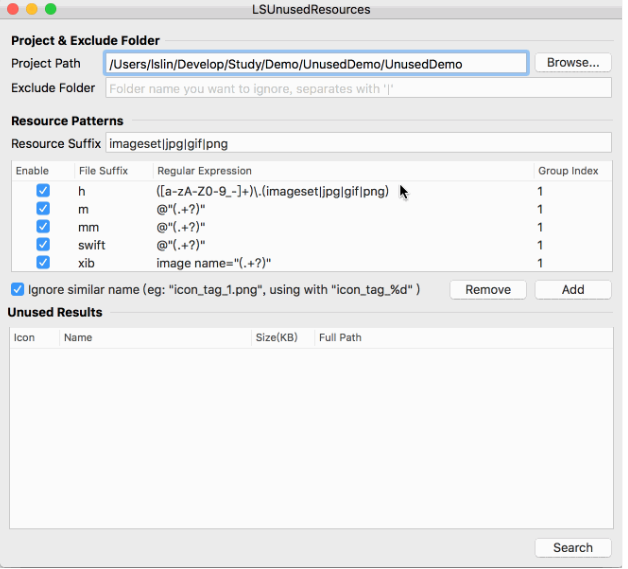 LSUnusedResources
Project & Exclude Folder
Project Path /Users/lslin/Develop/Study/Demo/UnusedDemo/UnusedDemo Browse...
Exclude Folder Folder name you want to ignore, separates with '|'
Resource Patterns
Resource Suffix imageset|jpg|gif|png
Enable File Suffix Regular Expression Group Index
h ([a-zA-Z0-9_-]+)\.(imageset|jpg|gif|png) 1
m @"(.+?)" 1
mm @"(.+?)" 1
swift @"(.+?)" 1
xib image name="(.+?)" 1
Ignore similar name (eg: "icon_tag_1.png", using with "icon_tag_%d" ) Remove Add
Unused Results
Icon Name Size(KB) Full Path
Search